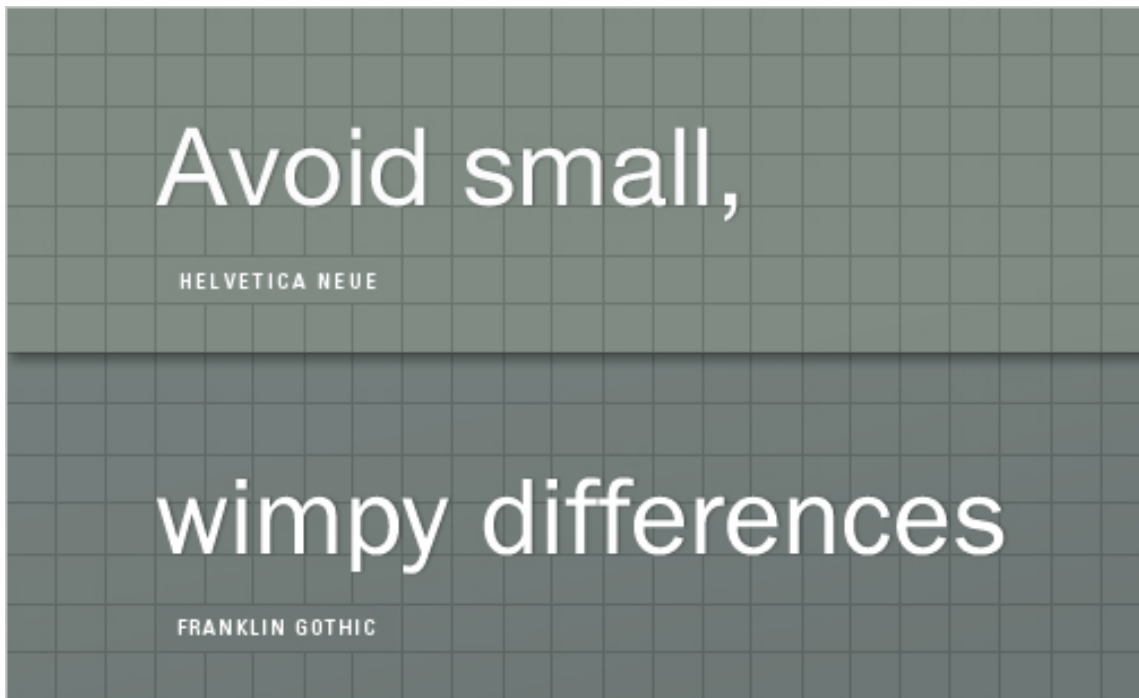 Avoid small,
HELVETICA NEUE
wimpy differences
FRANKLIN GOTHIC